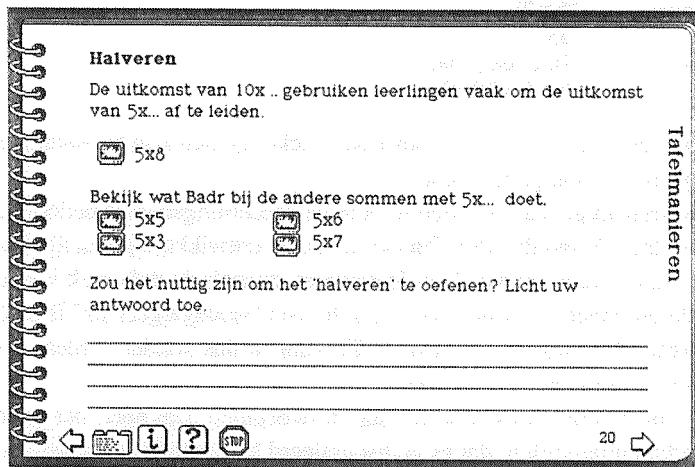 Halveren
De uitkomst van 10x .. gebruiken leerlingen vaak om de uitkomst
van 5x... af te leiden.
5x8
Bekijk wat Badr bij de andere sommen met 5x... doet.
5x5 5x6
5x3 5x7
Zou het nuttig zijn om het 'halveren' te oefenen? Licht uw
antwoord toe.
Tafelmanieren
i ? STOP
20